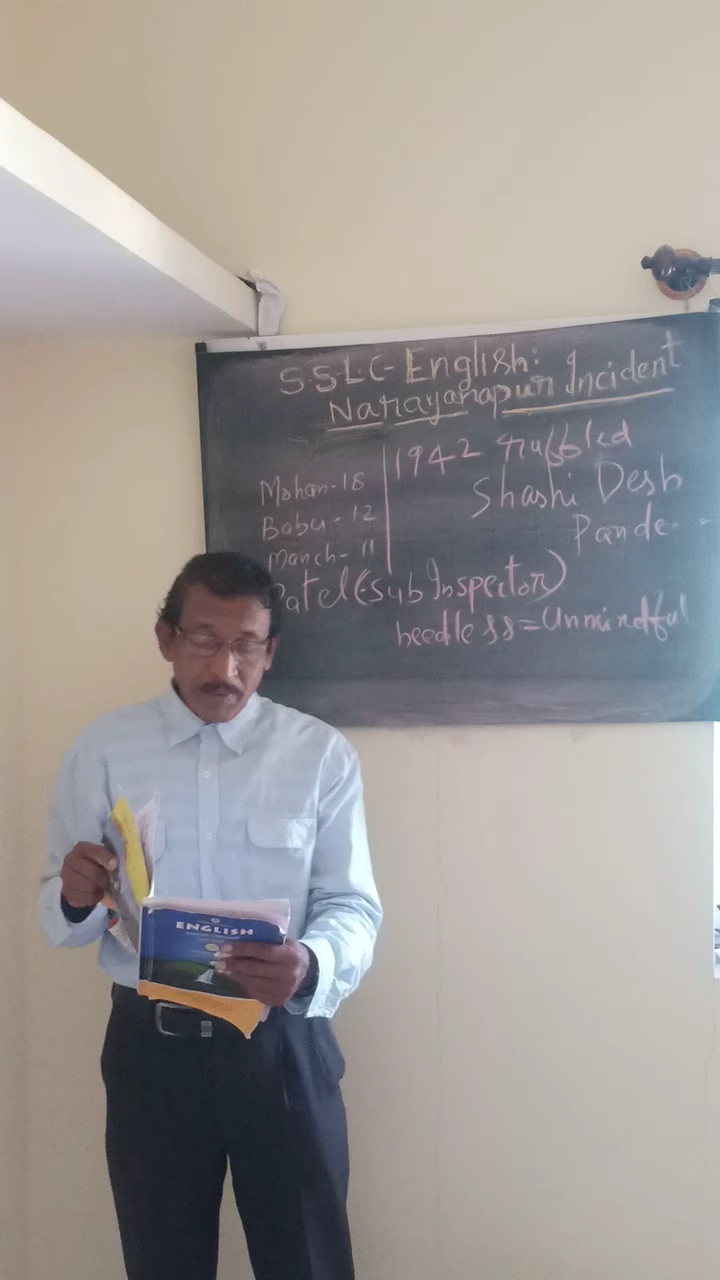 S.S.L.C- English:
Narayanapur Incident
1942 ruffled
Mohan-18
Shashi Desh
Babu-12
Pande.
Manch-11
Patel(sub Inspector)
heedless=Unmindful
ENGLISH